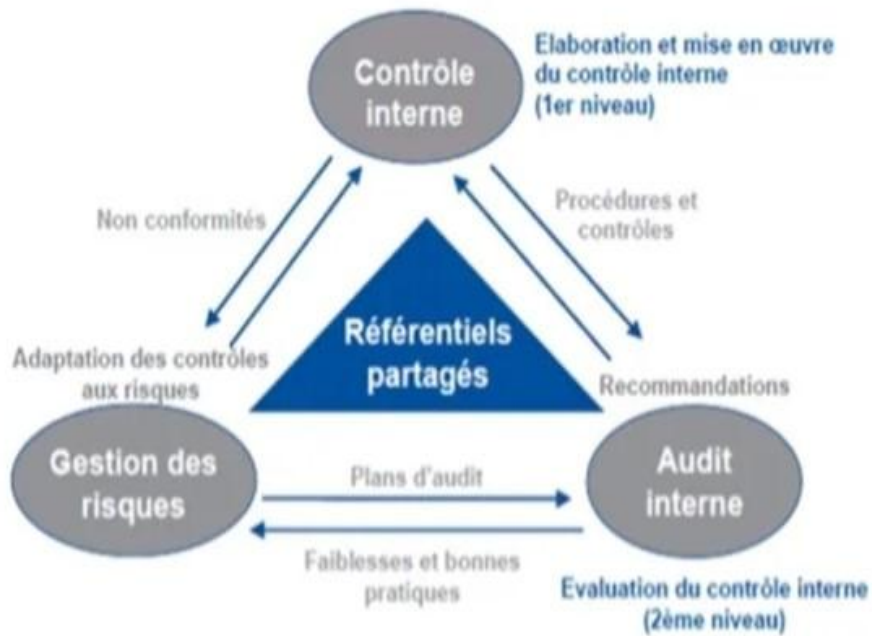 Contrôle
interne
Elaboration et mise en œuvre
du contrôle interne
(1er niveau)
Non conformités
Procédures et
contrôles
Référentiels
partagés
Adaptation des contrôles
aux risques
Recommandations
Gestion des
risques
Plans d'audit
Audit
interne
Faiblesses et bonnes
pratiques
Evaluation du contrôle interne
(2ème niveau)